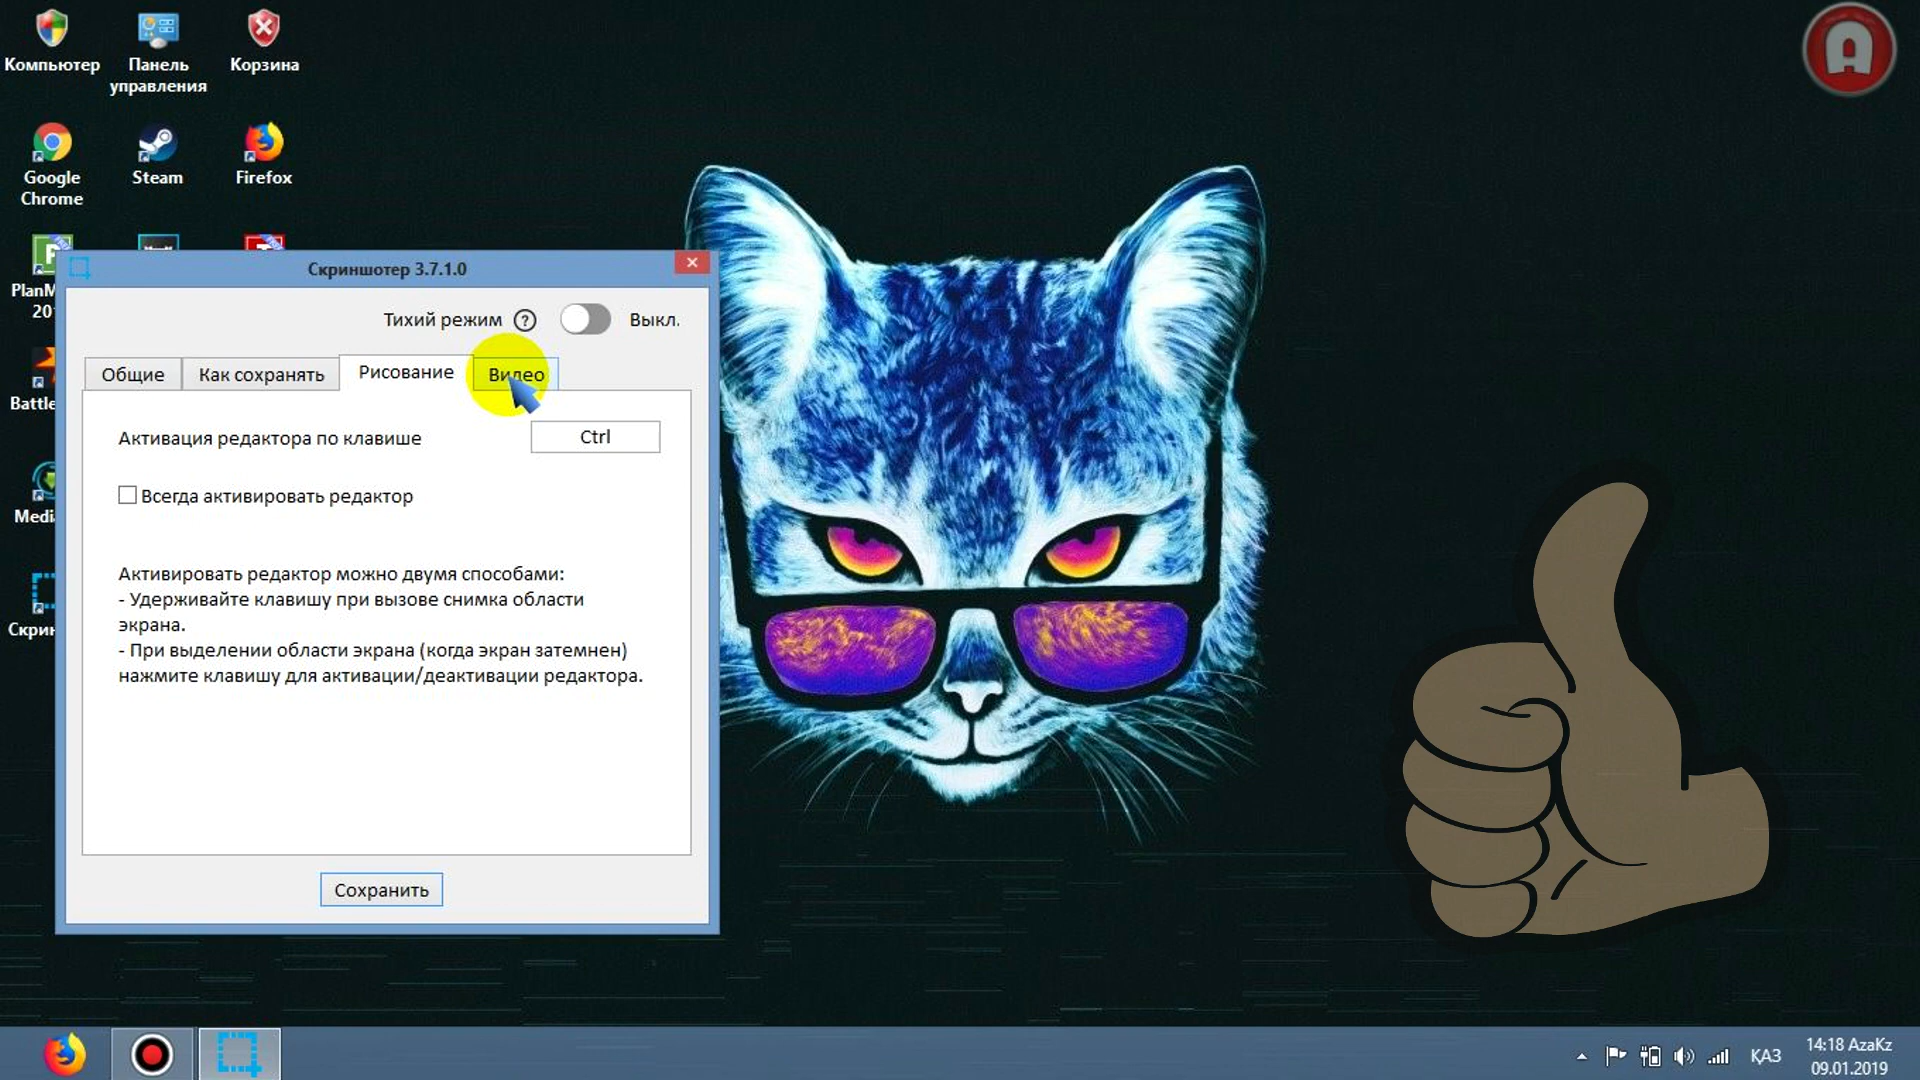 Компьютер
Панель
управления
Корзина
Google
Chrome
Steam
Firefox
PlanM
20
Battle
Medi
Скрин
Скриншотер 3.7.1.0
Тихий режим ? Выкл.
Общие
Как сохранять
Рисование
Видео
Активация редактора по клавише
Ctrl
Всегда активировать редактор
Активировать редактор можно двумя способами:
- Удерживайте клавишу при вызове снимка области
экрана.
- При выделении области экрана (когда экран затемнен)
нажмите клавишу для активации/деактивации редактора.
Сохранить
A
ҚАЗ
14:18 AzaKz
09.01.2019